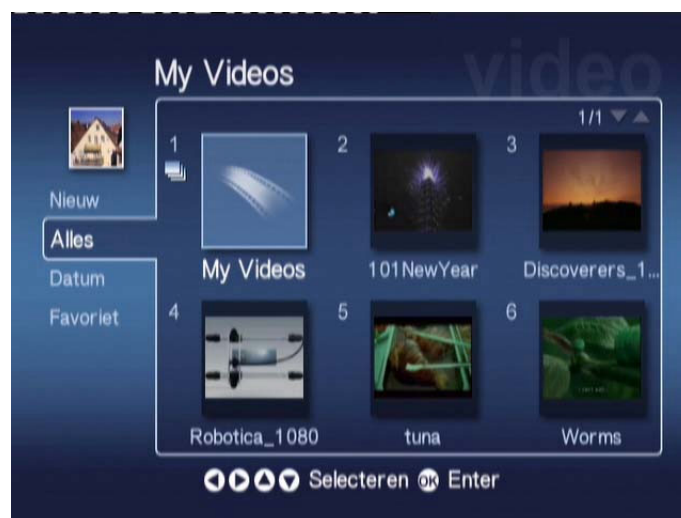 video
My Videos
1/1
1
2
3
Nieuw
Alles
Datum
Favoriet
My Videos
101NewYear
Discoverers_1...
4
5
6
Robotica_1080
tuna
Worms
Selecteren OK Enter